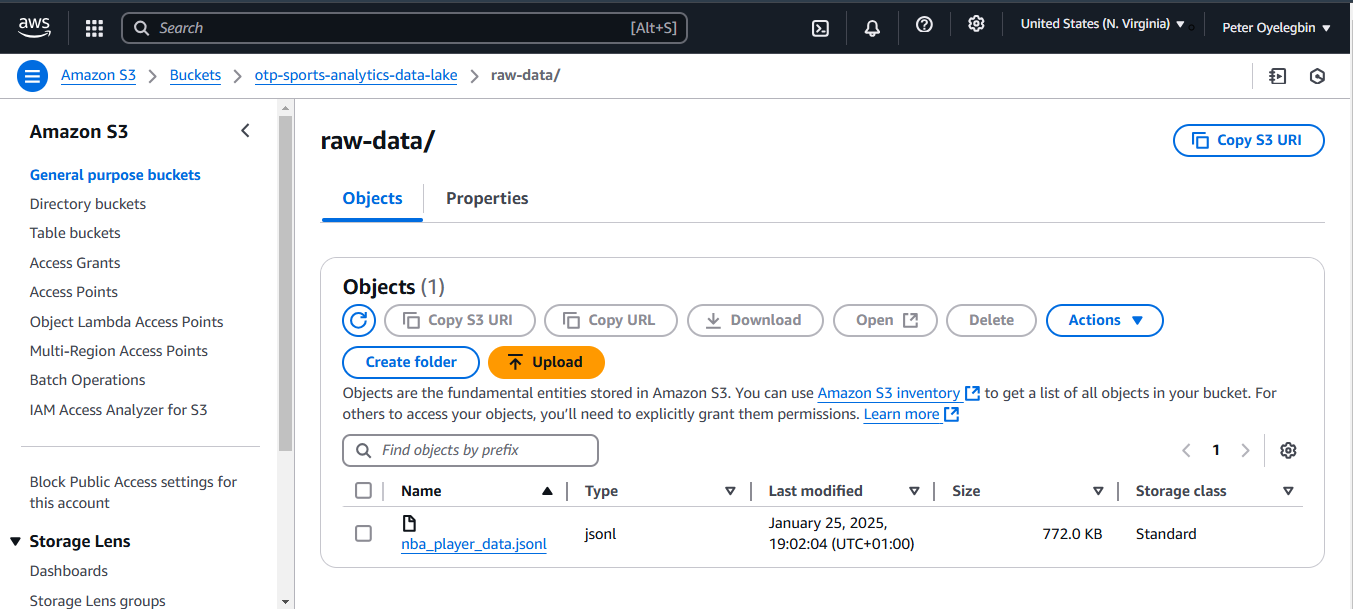 aws
Search [Alt+S]
United States (N. Virginia)
Peter Oyelegbin
Amazon S3
Buckets
otp-sports-analytics-data-lake
raw-data/
Amazon S3
General purpose buckets
Directory buckets
Table buckets
Access Grants
Access Points
Object Lambda Access Points
Multi-Region Access Points
Batch Operations
IAM Access Analyzer for S3
Block Public Access settings for
this account
Storage Lens
Dashboards
Storage Lens groups
raw-data/
Copy S3 URI
Objects
Properties
Objects (1)
Copy S3 URI
Copy URL
Download
Open
Delete
Actions
Create folder
Upload
Objects are the fundamental entities stored in Amazon S3. You can use Amazon S3 inventory to get a list of all objects in your bucket. For
others to access your objects, you'll need to explicitly grant them permissions. Learn more
Find objects by prefix
1
Name
Type
Last modified
Size
Storage class
nba_player_data.jsonl
jsonl
January 25, 2025,
19:02:04 (UTC+01:00)
772.0 KB
Standard